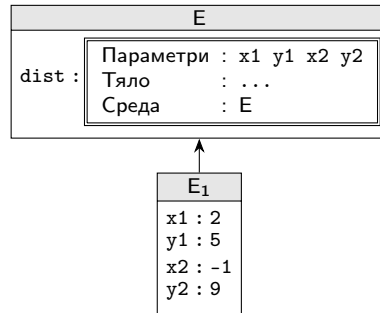 E
dist : Параметри : x1 y1 x2 y2
Тяло : ...
Среда : E
E₁
x1 : 2
y1 : 5
x2 : -1
y2 : 9